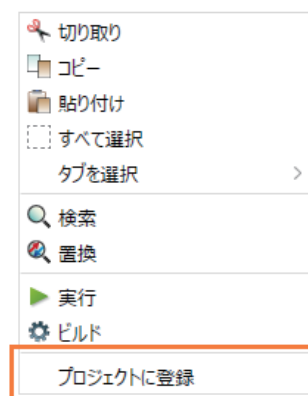 切り取り
コピー
貼り付け
すべて選択
タブを選択
検索
置換
実行
ビルド
プロジェクトに登録